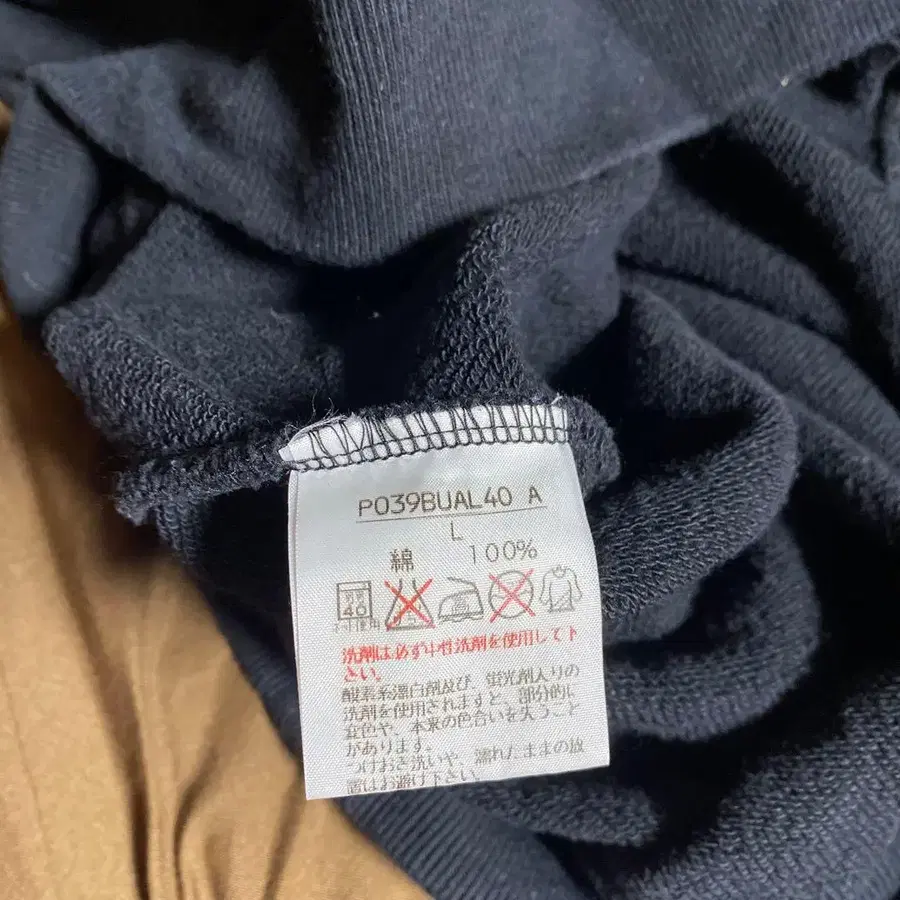 P039BUAL40 A
L
綿 100%
40
洗剤は必ず中性洗剤を使用して下
さい。
酸素系漂白剤及び、蛍光剤入りの
洗剤を使用されますと、部分的に
変色や、本来の色合いを失うこと
があります。
つけおき洗いや、濡れたままの放
置はお避け下さい。